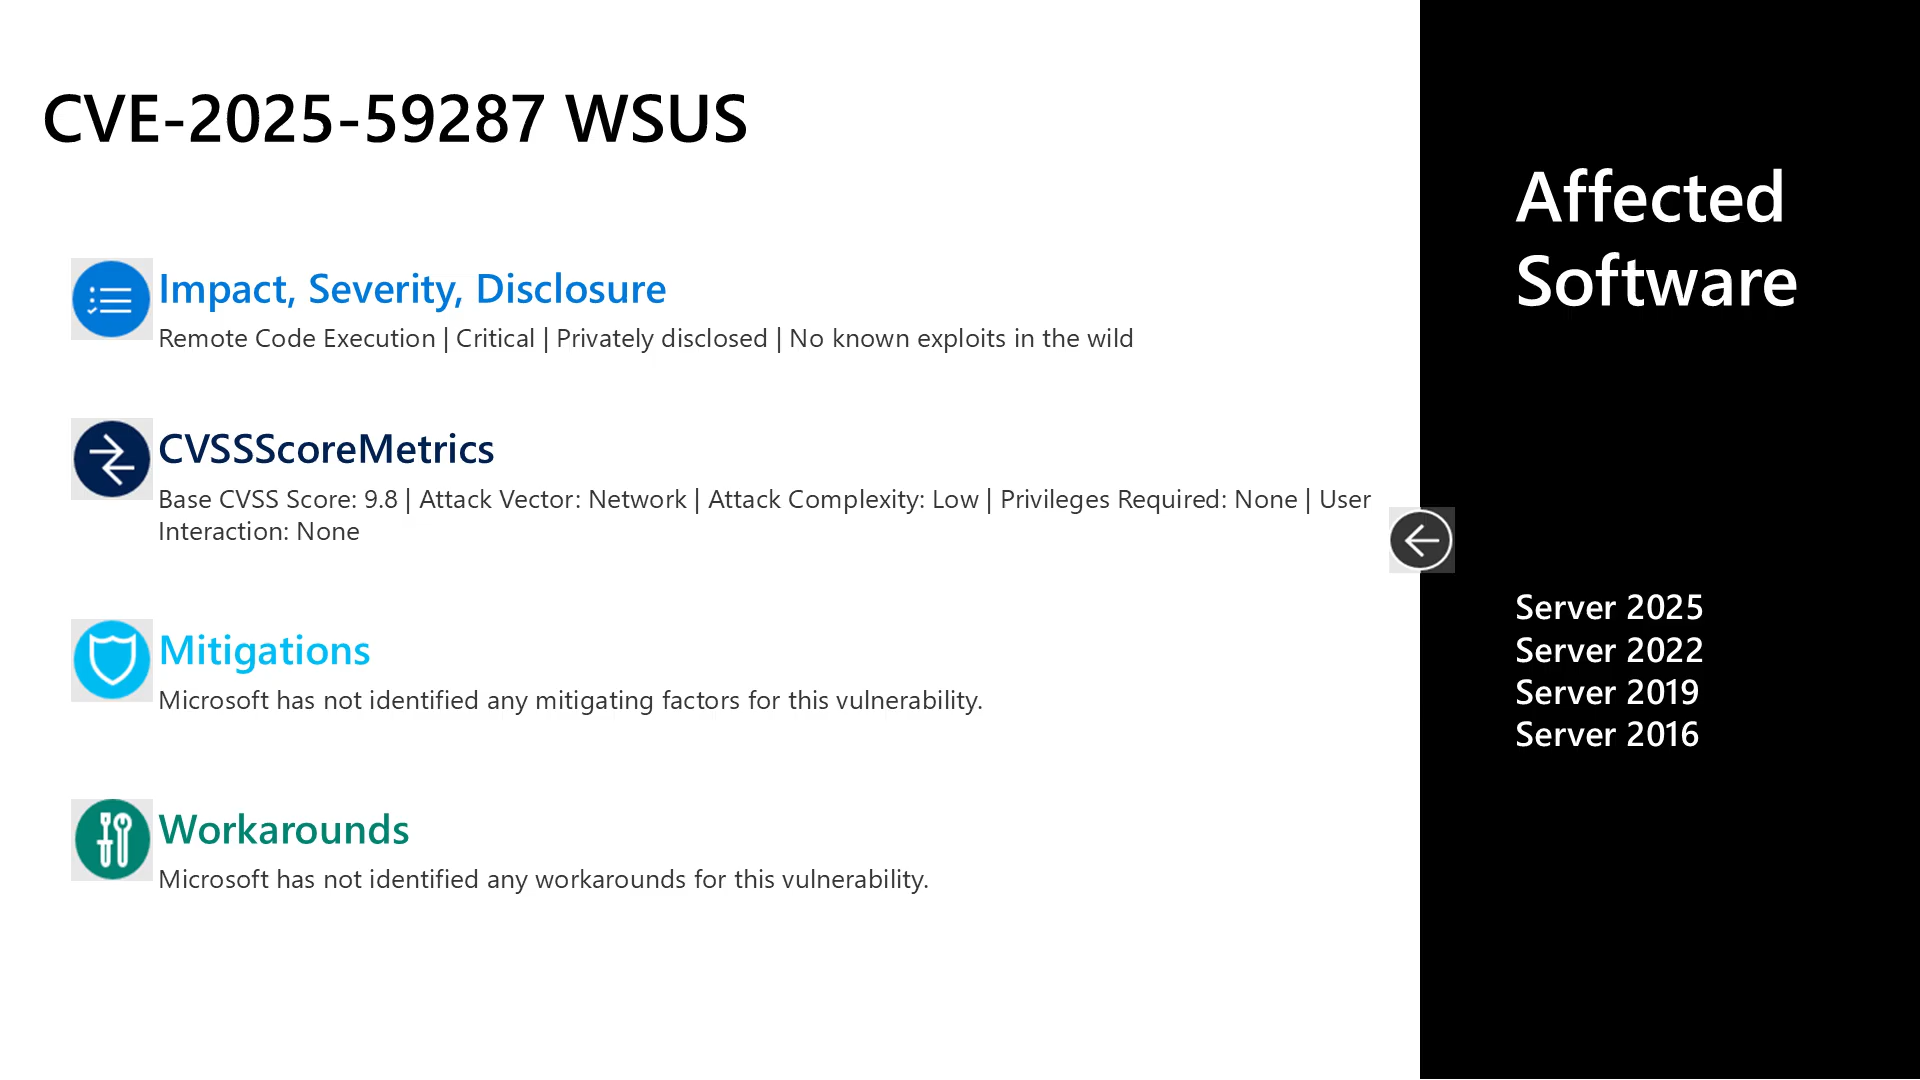 CVE-2025-59287 WSUS
Impact, Severity, Disclosure
Remote Code Execution | Critical | Privately disclosed | No known exploits in the wild
CVSSScoreMetrics
Base CVSS Score: 9.8 | Attack Vector: Network | Attack Complexity: Low | Privileges Required: None | User
Interaction: None
Mitigations
Microsoft has not identified any mitigating factors for this vulnerability.
Workarounds
Microsoft has not identified any workarounds for this vulnerability.
Affected
Software
Server 2025
Server 2022
Server 2019
Server 2016